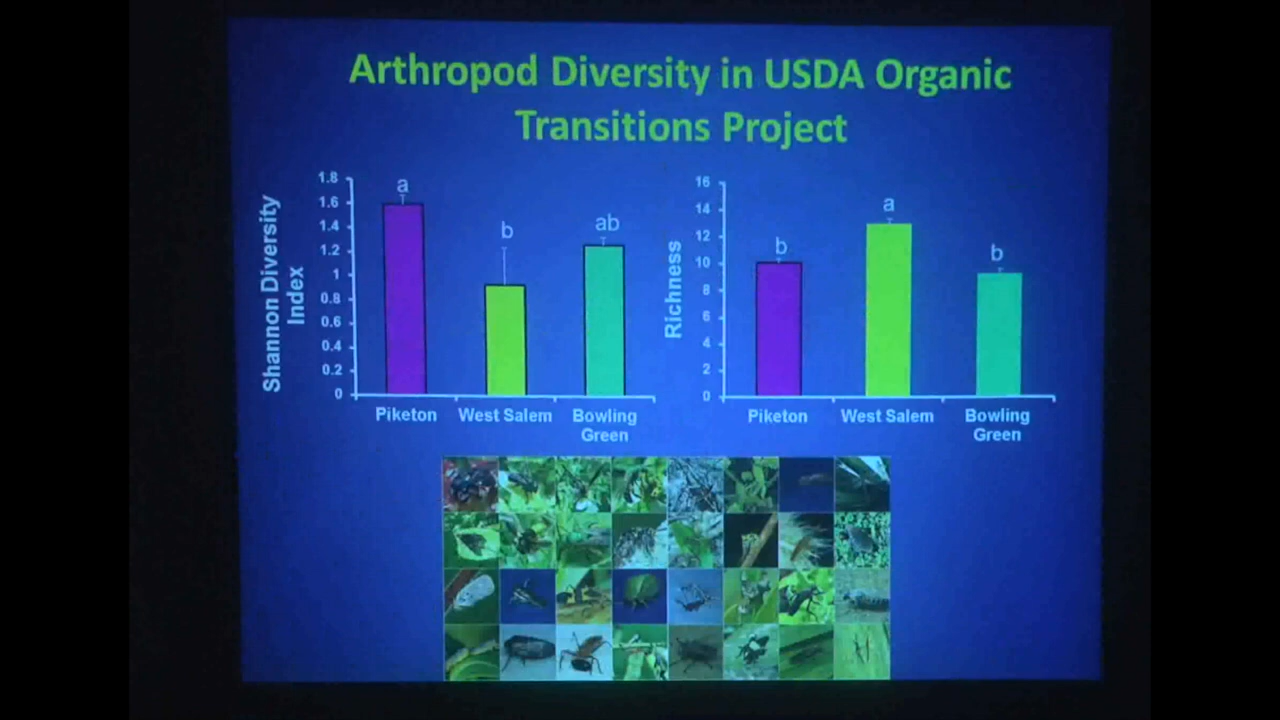 Arthropod Diversity in USDA Organic
Transitions Project
Shannon Diversity
Index
1.8
1.6
1.4
1.2
1
0.8
0.6
0.4
0.2
0
a
b
ab
Piketon
West Salem
Bowling
Green
Richness
16
14
12
10
8
6
4
2
0
b
a
b
Piketon
West Salem
Bowling
Green